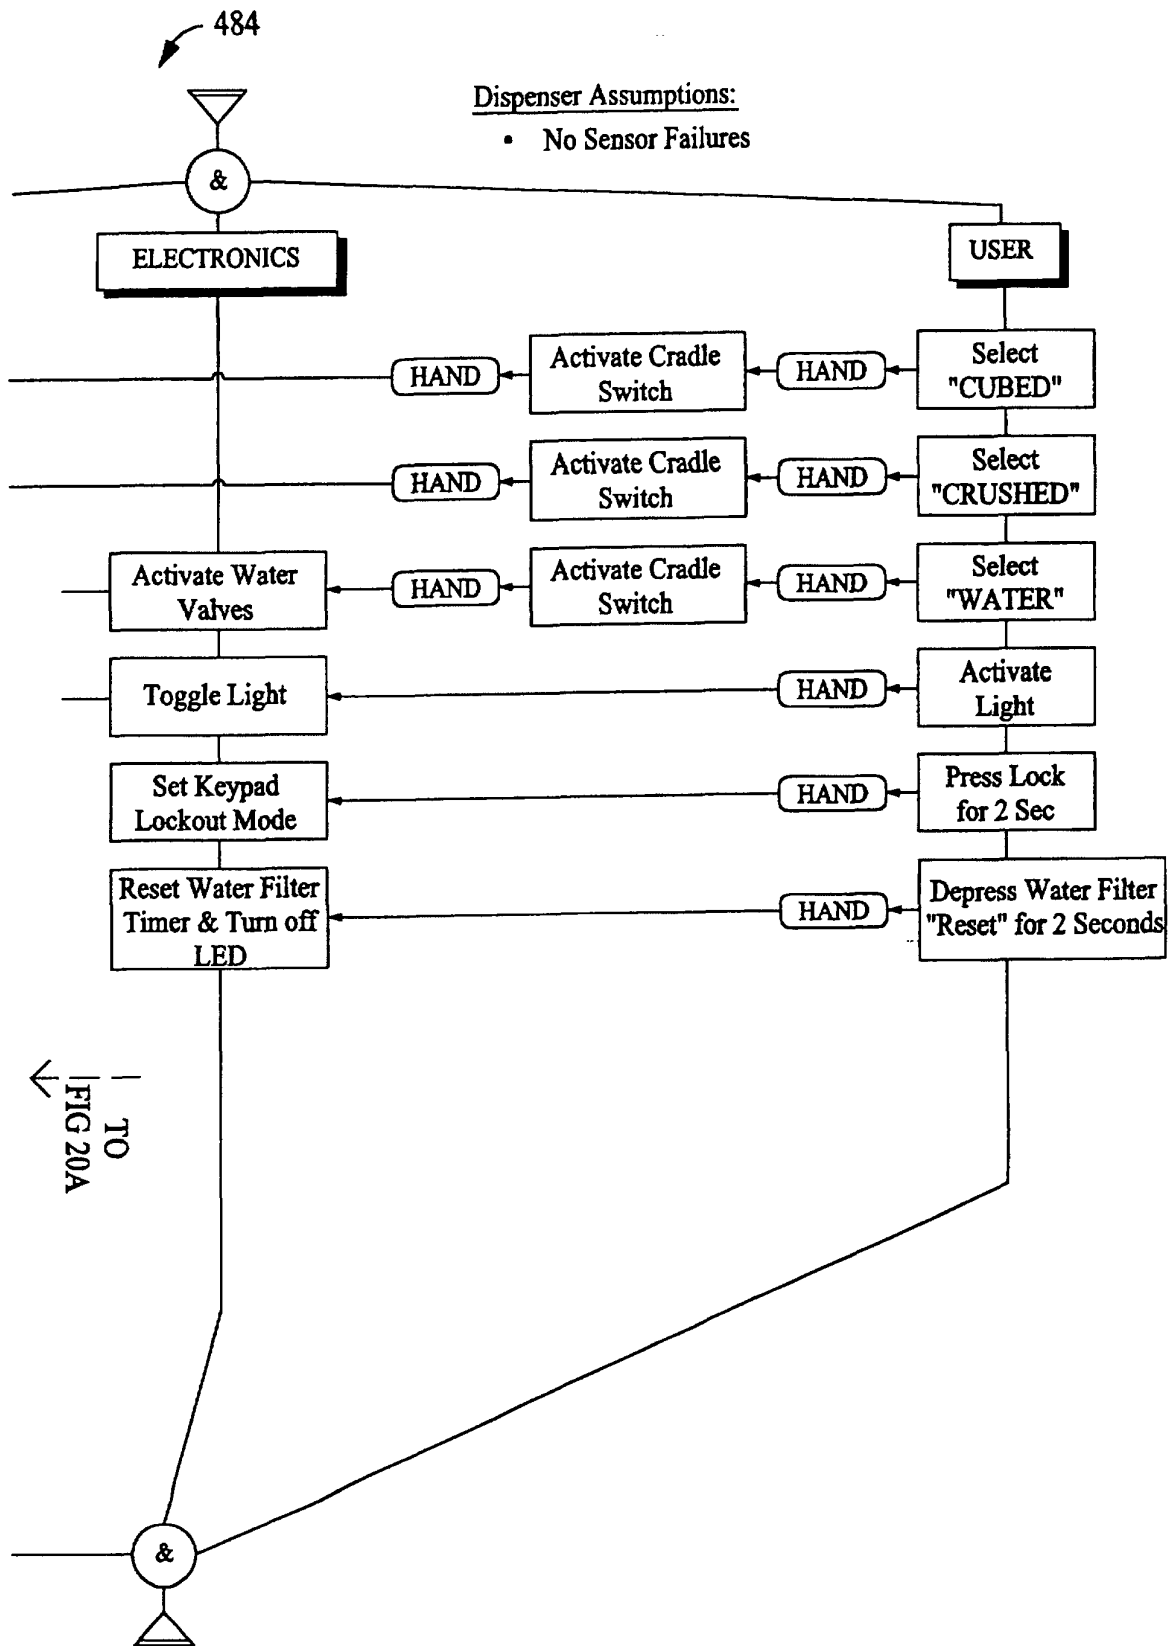 484
Dispenser Assumptions:
• No Sensor Failures
&
ELECTRONICS
USER
HAND
Activate Cradle
Switch
HAND
Select
"CUBED"
HAND
Activate Cradle
Switch
HAND
Select
"CRUSHED"
Activate Water
Valves
HAND
Activate Cradle
Switch
HAND
Select
"WATER"
Toggle Light
HAND
Activate
Light
Set Keypad
Lockout Mode
HAND
Press Lock
for 2 Sec
Reset Water Filter
Timer & Turn off
LED
HAND
Depress Water Filter
"Reset" for 2 Seconds
TO
FIG 20A
&